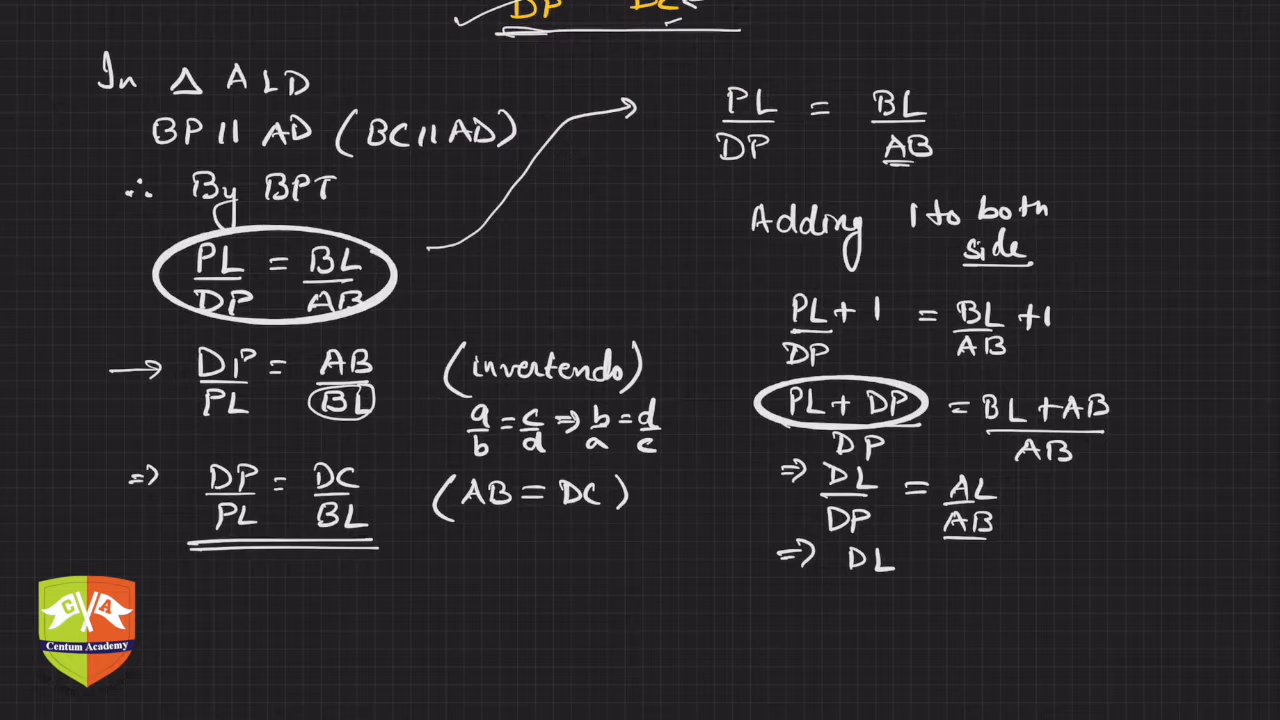 DP DC
In Δ ALD
BP || AD (BC || AD)
∴ By BPT
PL/DP = BL/AB
→ DP/PL = AB/BL (invertendo)
a/b = c/d ⇒ b/a = d/c
⇒ DP/PL = DC/BL (AB = DC)
PL/DP = BL/AB
Adding 1 to both
side
PL/DP + 1 = BL/AB + 1
PL + DP/DP = BL + AB/AB
⇒ DL/DP = AL/AB
⇒ DL
C A
Centum Academy